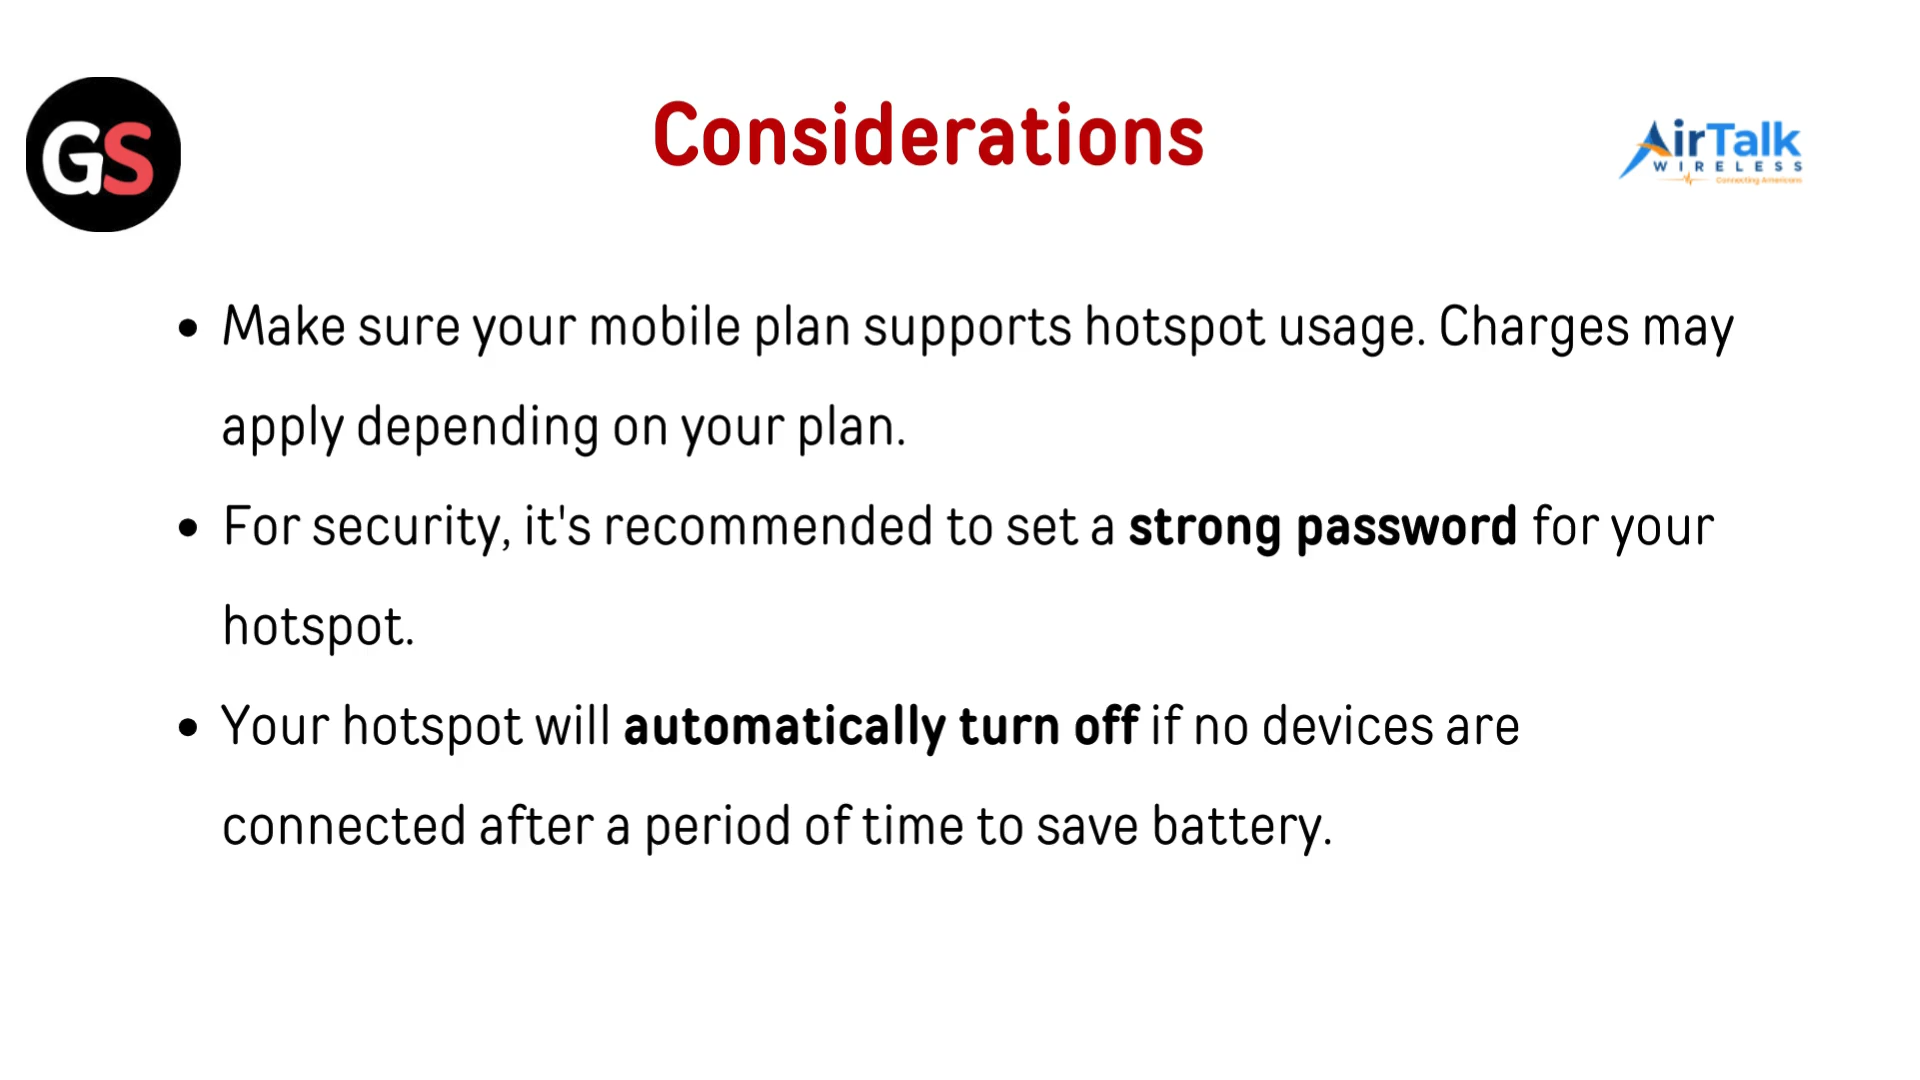 GS
Considerations
AirTalk
WIRELESS
Connecting Americans
• Make sure your mobile plan supports hotspot usage. Charges may
apply depending on your plan.
• For security, it's recommended to set a strong password for your
hotspot.
• Your hotspot will automatically turn off if no devices are
connected after a period of time to save battery.